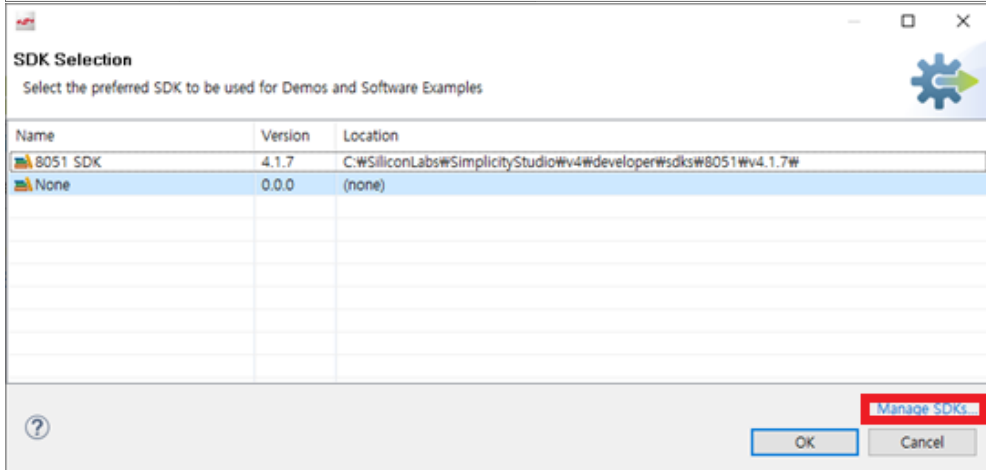 SDK Selection
Select the preferred SDK to be used for Demos and Software Examples
Name Version Location
8051 SDK 4.1.7 C:₩SiliconLabs₩SimplicityStudio₩v4₩developer₩sdks₩8051₩v4.1.7₩
None 0.0.0 (none)
Manage SDKs...
? OK Cancel